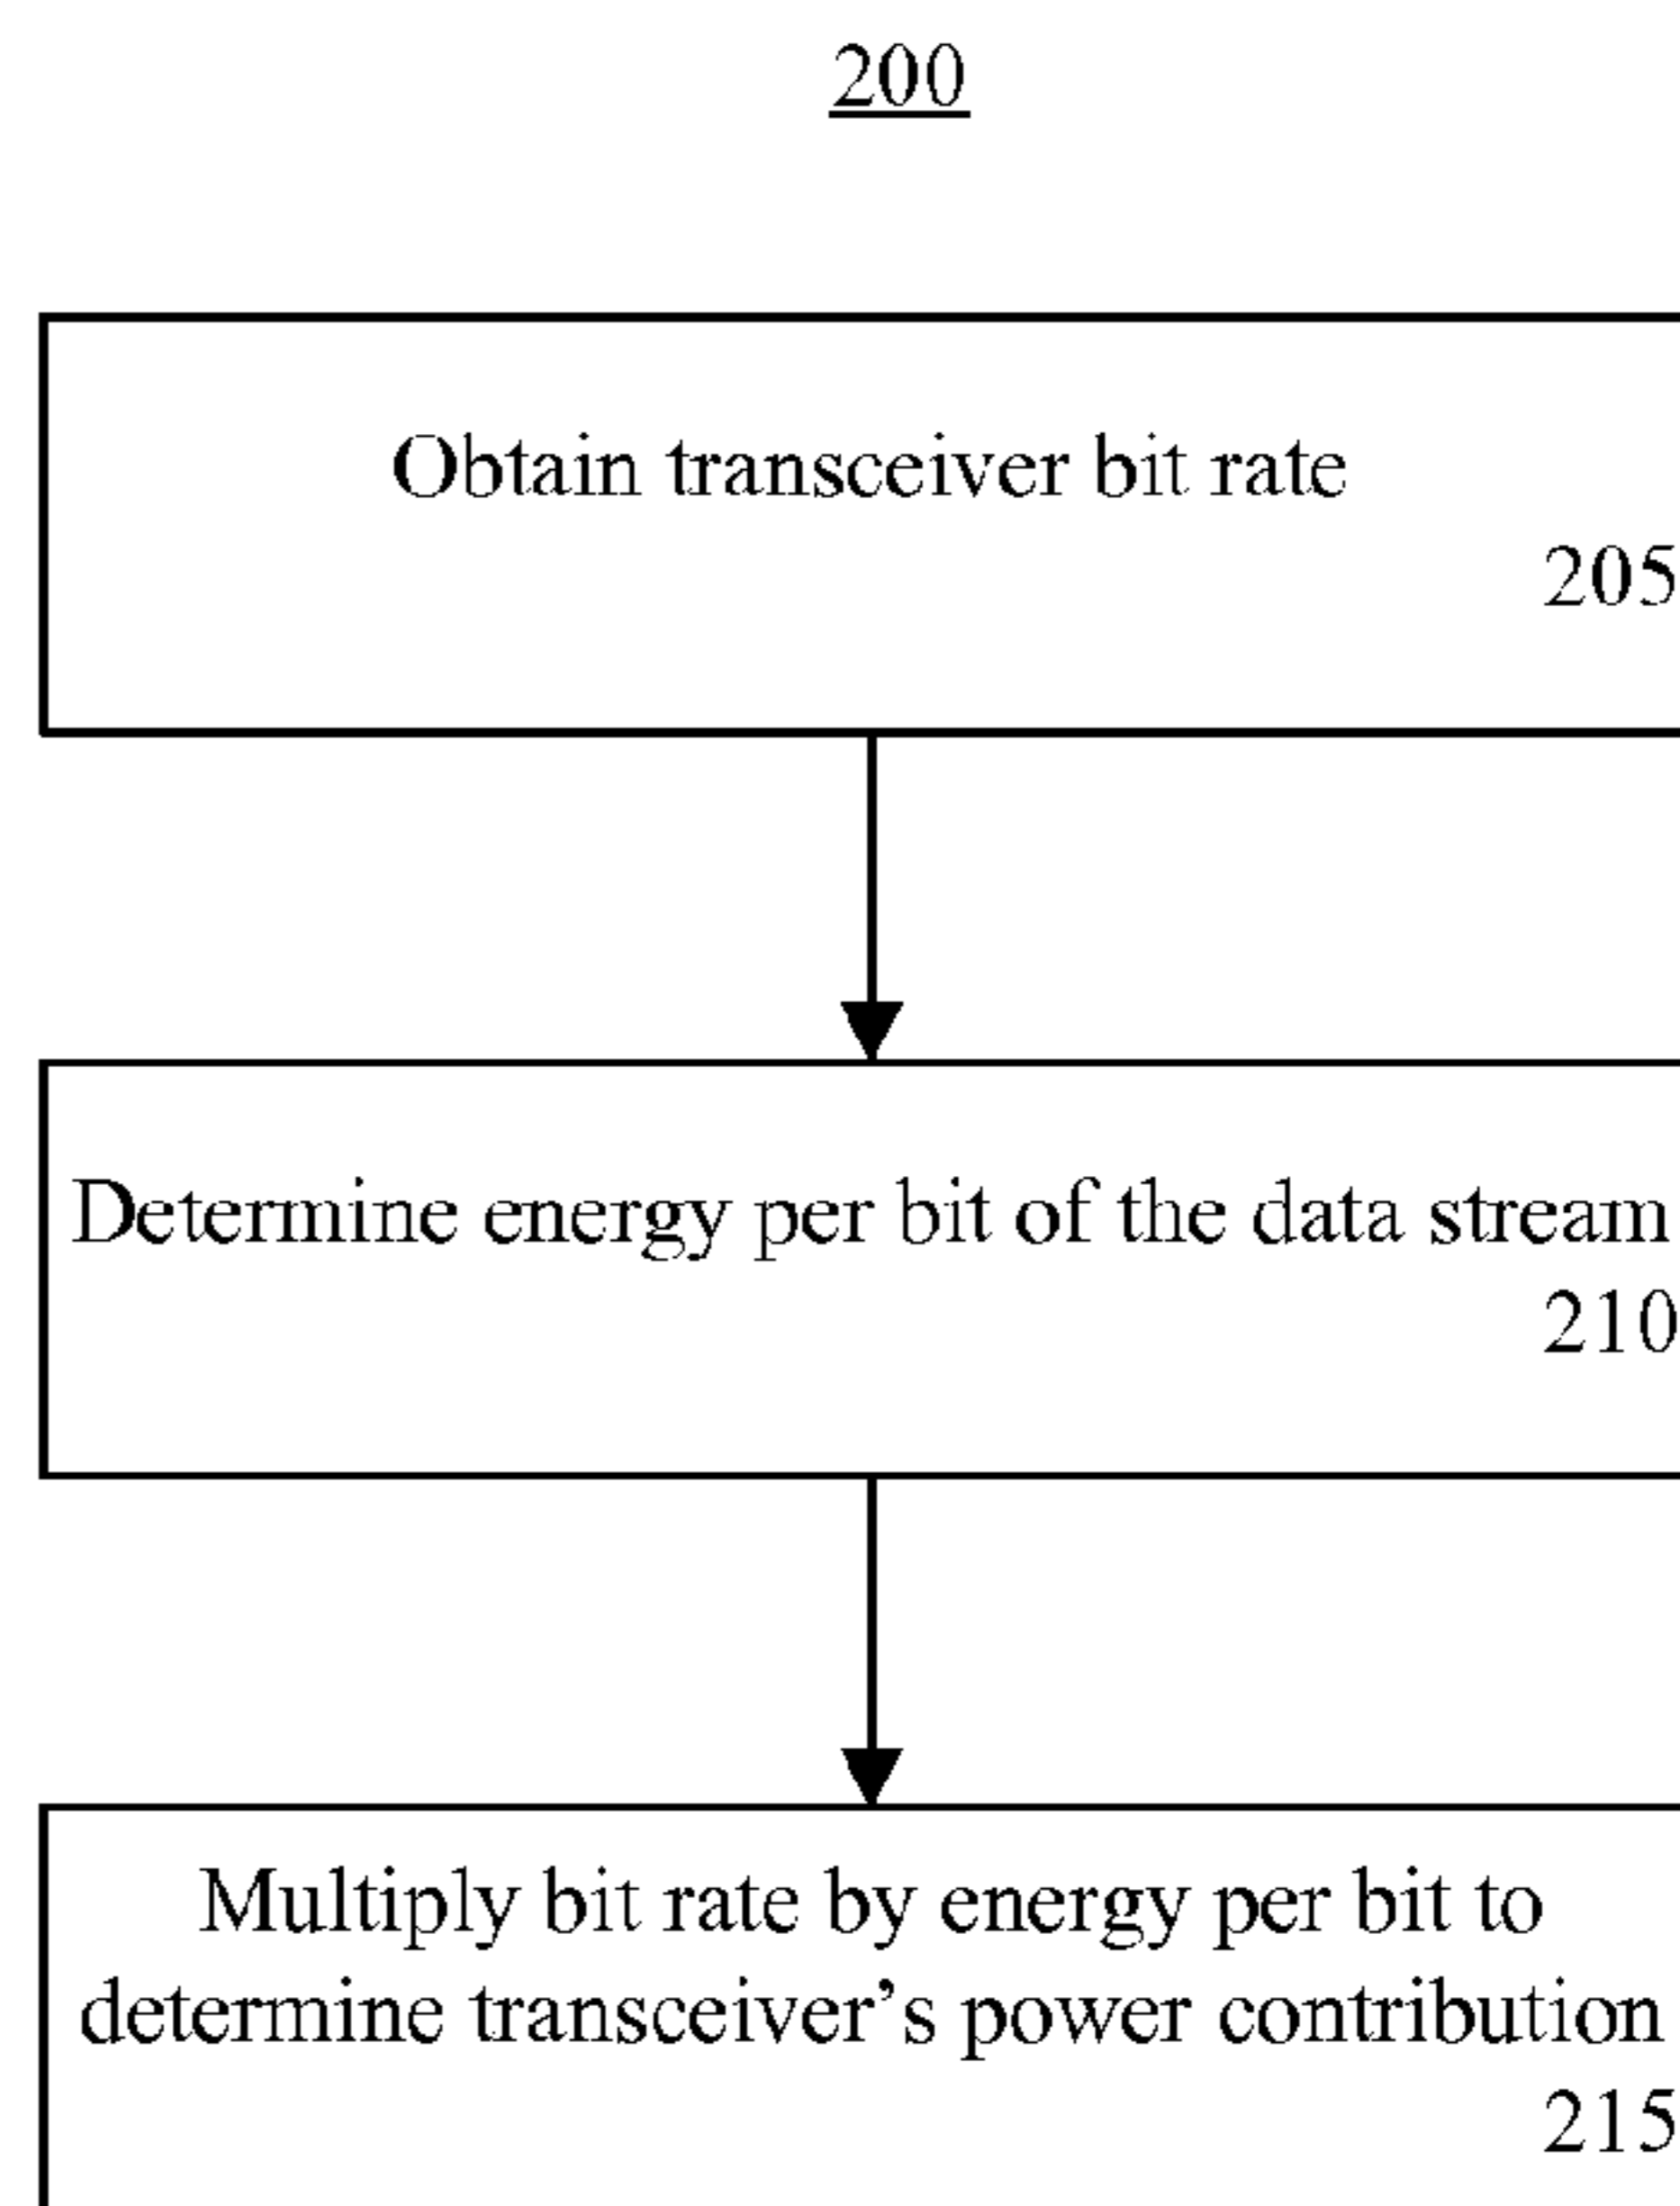 200
Obtain transceiver bit rate
205
Determine energy per bit of the data stream
210
Multiply bit rate by energy per bit to
determine transceiver’s power contribution
215